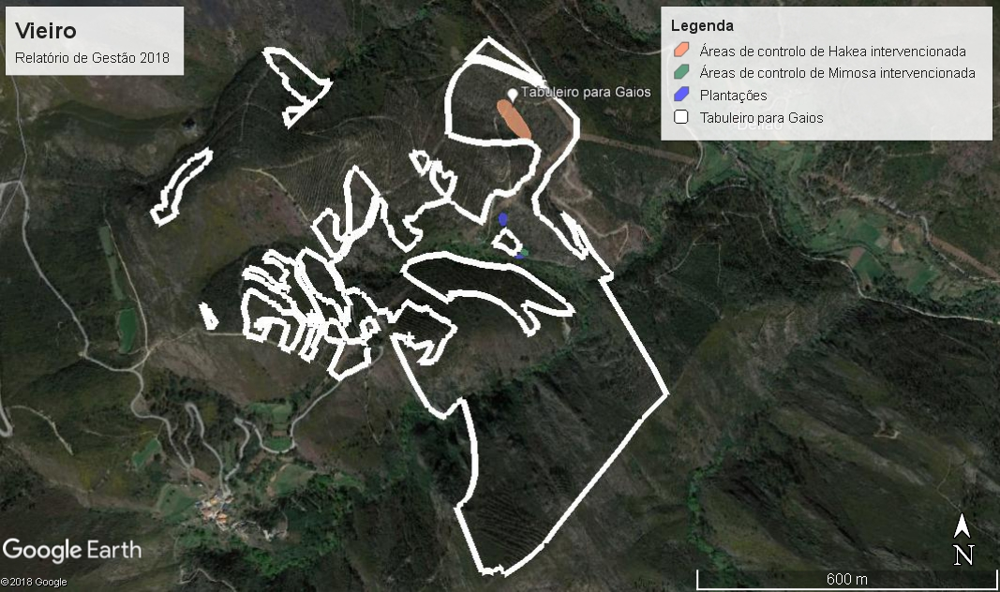 Vieiro
Relatório de Gestão 2018
Legenda
Áreas de controlo de Hakea intervencionada
Áreas de controlo de Mimosa intervencionada
Plantações
Tabuleiro para Gaios
Tabuleiro para Gaios
Google Earth
©2018 Google
N
600 m